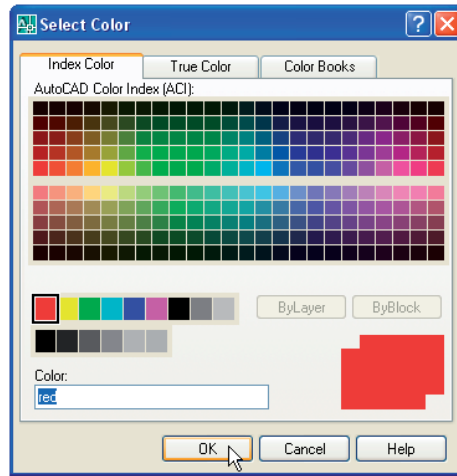 Select Color
Index Color
True Color
Color Books
AutoCAD Color Index (ACI):
ByLayer
ByBlock
Color:
red
OK
Cancel
Help